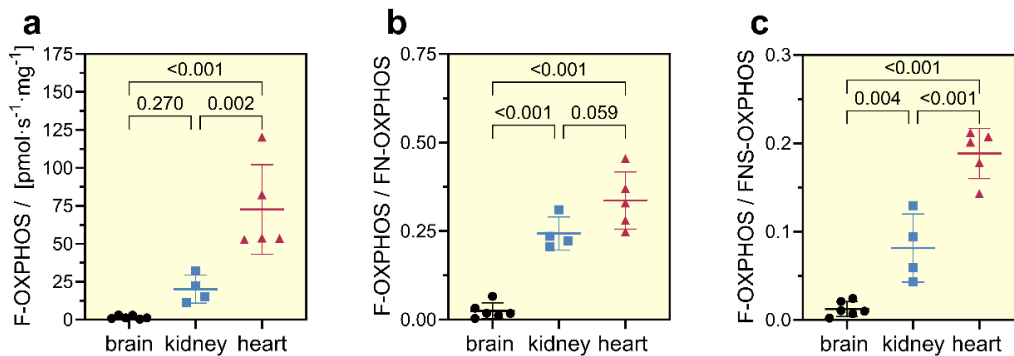 a
F-OXPHOS / [pmol·s⁻¹·mg⁻¹]
175
150
125
100
75
50
25
0
<0.001
0.270
0.002
brain kidney heart
b
F-OXPHOS / FN-OXPHOS
0.75
0.50
0.25
0.00
<0.001
<0.001
0.059
brain kidney heart
c
F-OXPHOS / FNS-OXPHOS
0.3
0.2
0.1
0.0
<0.001
0.004
<0.001
brain kidney heart